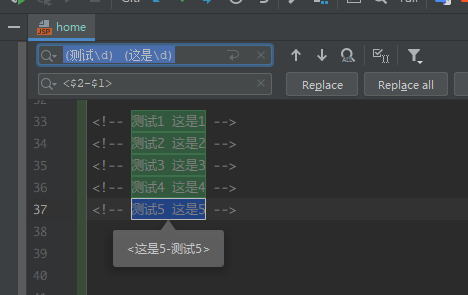 home
JSP
(测试\d) (这是\d)
ALL
<$2-$1>
Replace
Replace all
33 <!-- 测试1 这是1 -->
34 <!-- 测试2 这是2 -->
35 <!-- 测试3 这是3 -->
36 <!-- 测试4 这是4 -->
37 <!-- 测试5 这是5 -->
38
<这是5-测试5>
39
40